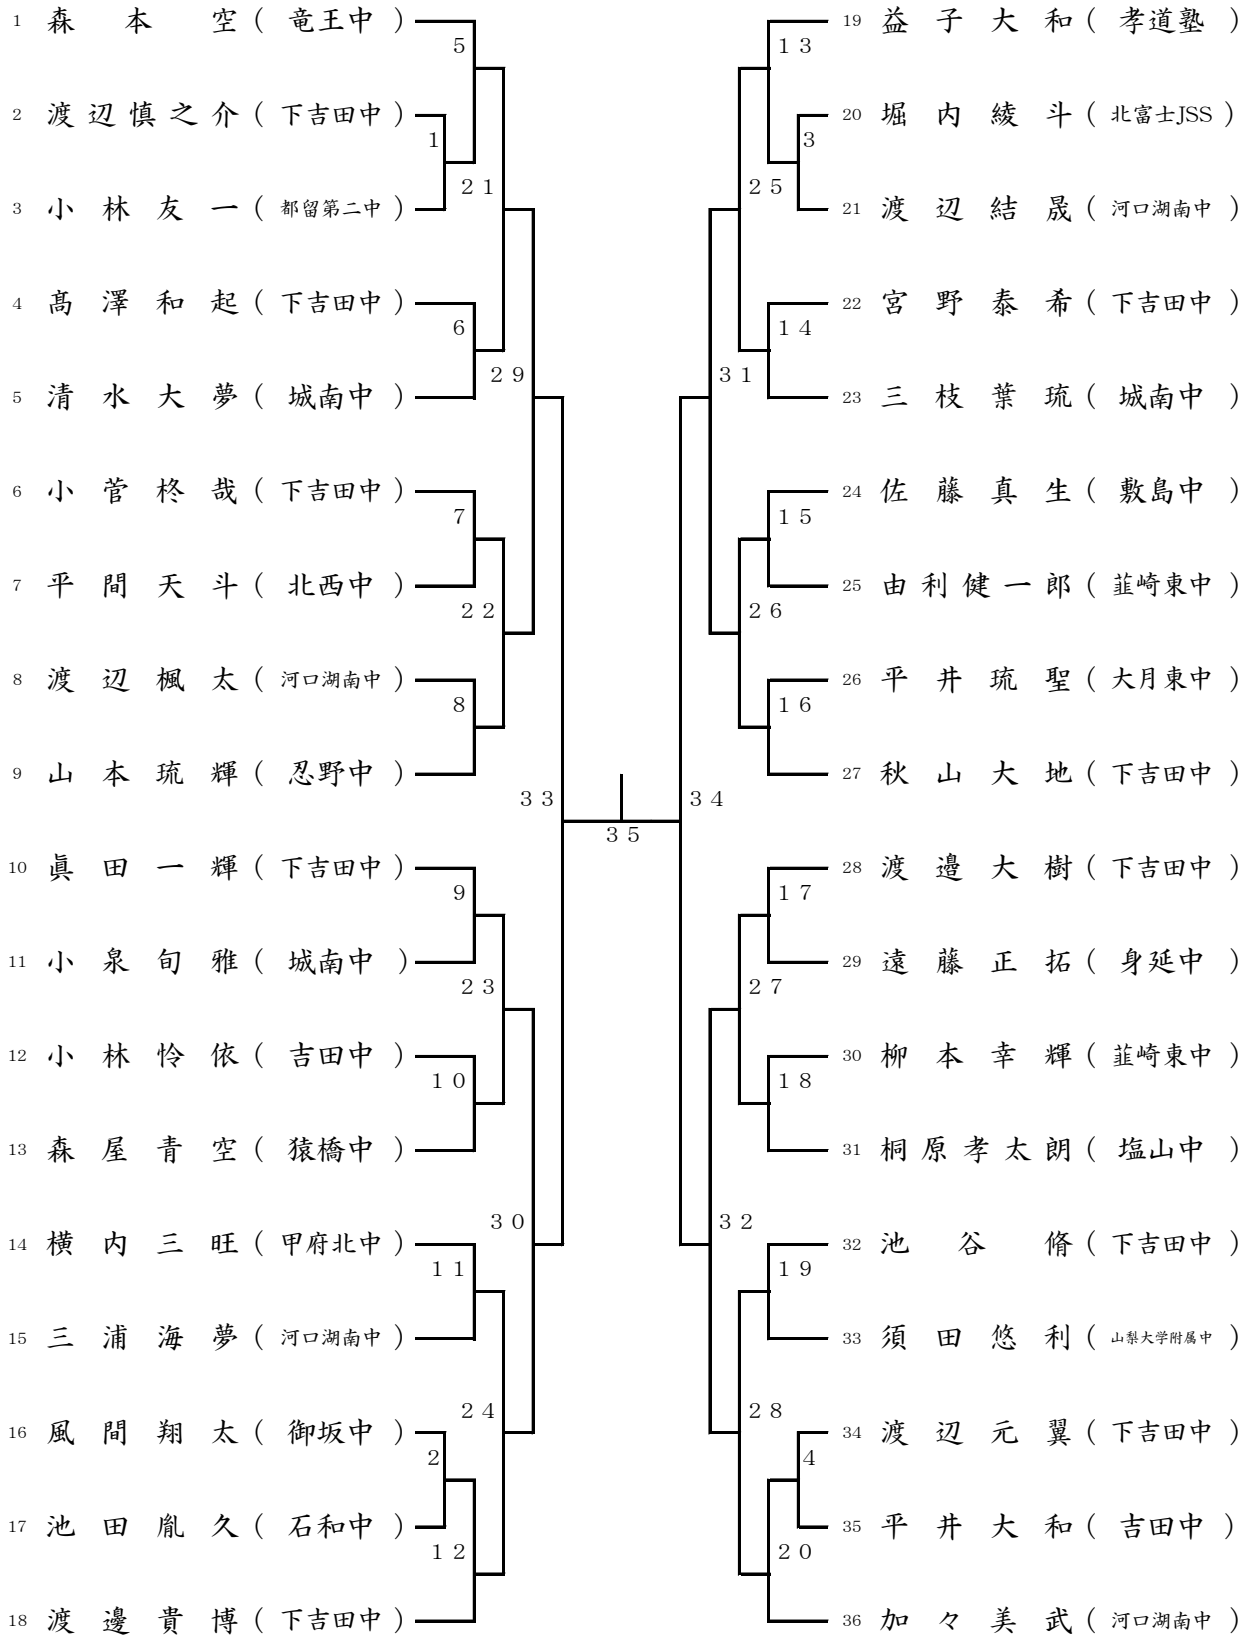 1 森本空（竜王中）
2 渡辺慎之介（下吉田中）
3 小林友一（都留第二中）
4 髙澤和起（下吉田中）
5 清水大夢（城南中）
6 小菅柊哉（下吉田中）
7 平間天斗（北西中）
8 渡辺楓太（河口湖南中）
9 山本琉輝（忍野中）
10 眞田一輝（下吉田中）
11 小泉旬雅（城南中）
12 小林怜依（吉田中）
13 森屋青空（猿橋中）
14 横内三旺（甲府北中）
15 三浦海夢（河口湖南中）
16 風間翔太（御坂中）
17 池田胤久（石和中）
18 渡邊貴博（下吉田中）
5
1
21
6
29
7
22
8
33
9
23
10
30
11
24
2
12
35
34
13
3
25
14
31
15
26
16
17
27
18
32
19
28
4
20
19 益子大和（孝道塾）
20 堀内綾斗（北富士JSS）
21 渡辺結晟（河口湖南中）
22 宮野泰希（下吉田中）
23 三枝葉琉（城南中）
24 佐藤真生（敷島中）
25 由利健一郎（韮崎東中）
26 平井琉聖（大月東中）
27 秋山大地（下吉田中）
28 渡邉大樹（下吉田中）
29 遠藤正拓（身延中）
30 柳本幸輝（韮崎東中）
31 桐原孝太朗（塩山中）
32 池谷脩（下吉田中）
33 須田悠利（山梨大学附属中）
34 渡辺元翼（下吉田中）
35 平井大和（吉田中）
36 加々美武（河口湖南中）